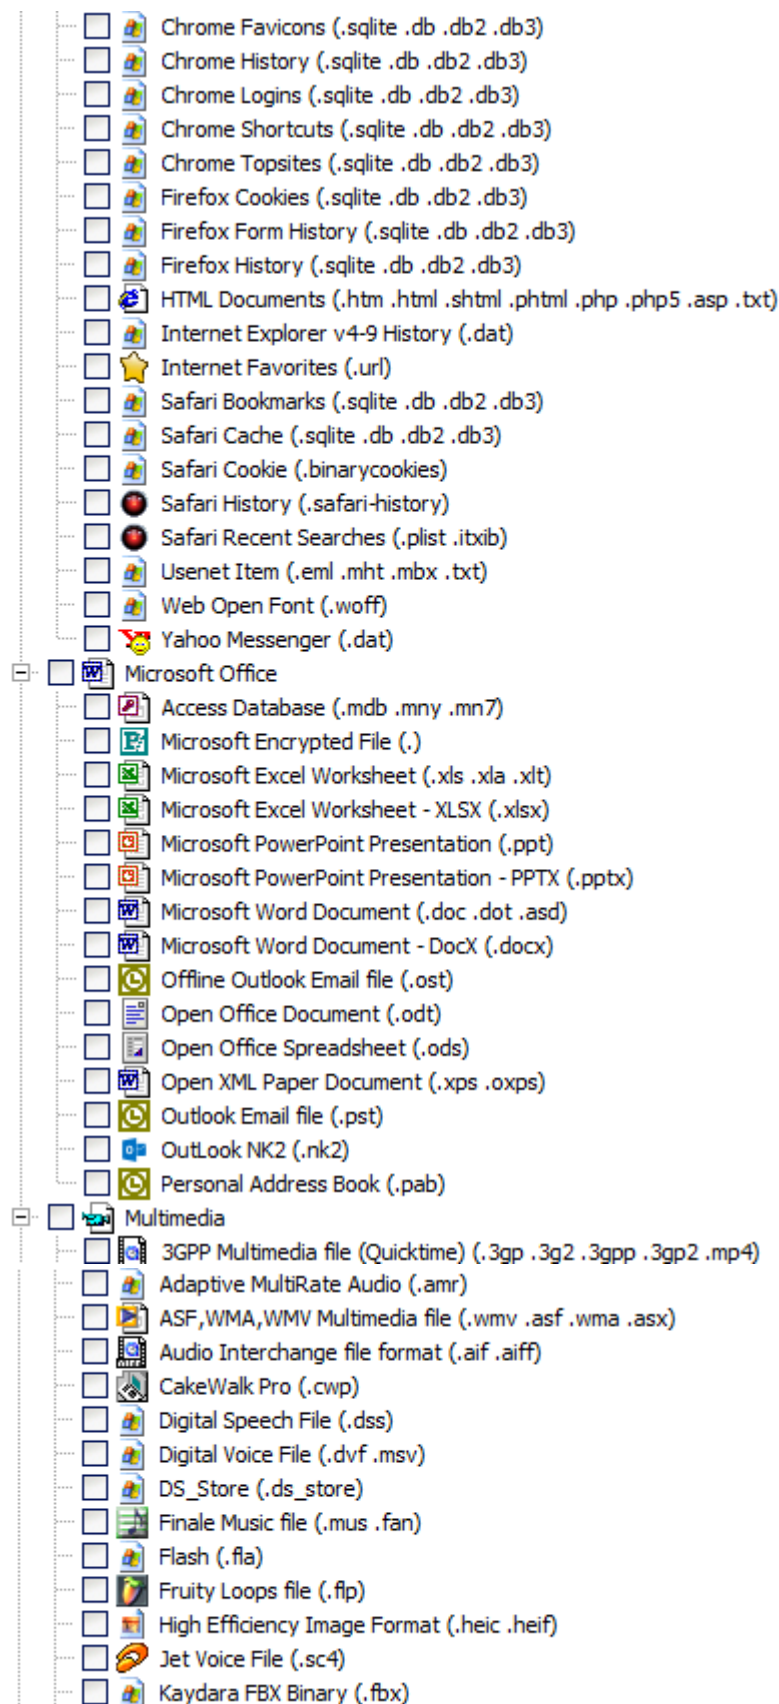 Chrome Favicons (.sqlite .db .db2 .db3)
Chrome History (.sqlite .db .db2 .db3)
Chrome Logins (.sqlite .db .db2 .db3)
Chrome Shortcuts (.sqlite .db .db2 .db3)
Chrome Topsites (.sqlite .db .db2 .db3)
Firefox Cookies (.sqlite .db .db2 .db3)
Firefox Form History (.sqlite .db .db2 .db3)
Firefox History (.sqlite .db .db2 .db3)
HTML Documents (.htm .html .shtml .phtml .php .php5 .asp .txt)
Internet Explorer v4-9 History (.dat)
Internet Favorites (.url)
Safari Bookmarks (.sqlite .db .db2 .db3)
Safari Cache (.sqlite .db .db2 .db3)
Safari Cookie (.binarycookies)
Safari History (.safari-history)
Safari Recent Searches (.plist .itxib)
Usenet Item (.eml .mht .mbx .txt)
Web Open Font (.woff)
Yahoo Messenger (.dat)
Microsoft Office
Access Database (.mdb .mny .mn7)
Microsoft Encrypted File (.)
Microsoft Excel Worksheet (.xls .xla .xlt)
Microsoft Excel Worksheet - XLSX (.xlsx)
Microsoft PowerPoint Presentation (.ppt)
Microsoft PowerPoint Presentation - PPTX (.pptx)
Microsoft Word Document (.doc .dot .asd)
Microsoft Word Document - DocX (.docx)
Offline Outlook Email file (.ost)
Open Office Document (.odt)
Open Office Spreadsheet (.ods)
Open XML Paper Document (.xps .oxps)
Outlook Email file (.pst)
OutLook NK2 (.nk2)
Personal Address Book (.pab)
Multimedia
3GPP Multimedia file (Quicktime) (.3gp .3g2 .3gpp .3gp2 .mp4)
Adaptive MultiRate Audio (.amr)
ASF,WMA,WMV Multimedia file (.wmv .asf .wma .asx)
Audio Interchange file format (.aif .aiff)
CakeWalk Pro (.cwp)
Digital Speech File (.dss)
Digital Voice File (.dvf .msv)
DS_Store (.ds_store)
Finale Music file (.mus .fan)
Flash (.fla)
Fruity Loops file (.flp)
High Efficiency Image Format (.heic .heif)
Jet Voice File (.sc4)
Kaydara FBX Binary (.fbx)